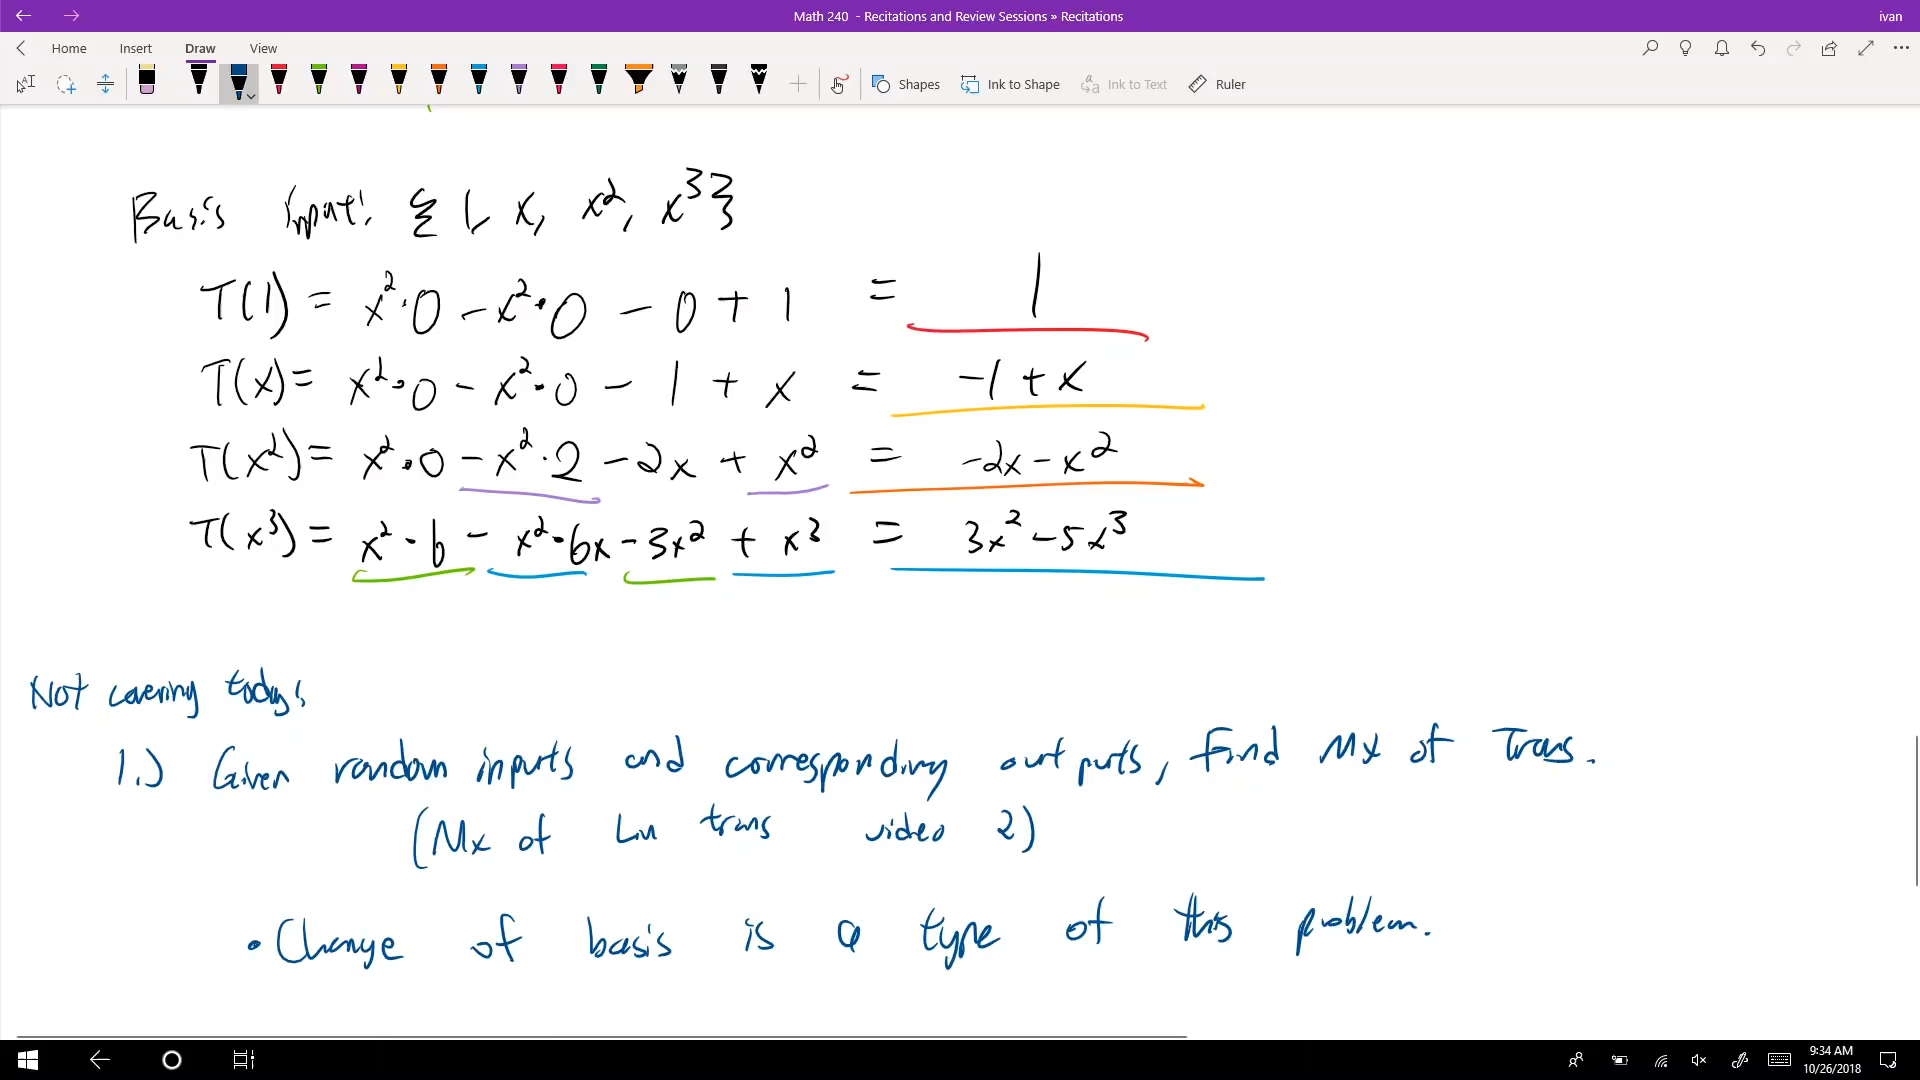 Math 240 - Recitations and Review Sessions » Recitations
ivan
Home Insert Draw View
Shapes Ink to Shape Ink to Text Ruler
Basis input: {1, x, x², x³}
T(1) = x²·0 - x²·0 - 0 + 1 = 1
T(x) = x²·0 - x²·0 - 1 + x = -1 + x
T(x²) = x²·0 - x²·2 - 2x + x² = -2x - x²
T(x³) = x²·6 - x²·6x - 3x² + x³ = 3x² - 5x³
Not covering today:
1.) Given random inputs and corresponding outputs, Find Mx of Trans.
(Mx of Lin trans video 2)
• Change of basis is a type of this problem.
9:34 AM
10/26/2018